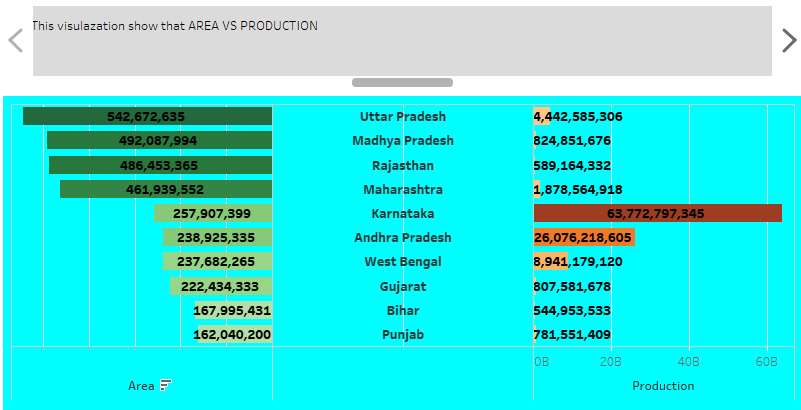 This visulazation show that AREA VS PRODUCTION
542,672,635 Uttar Pradesh 4,442,585,306
492,087,994 Madhya Pradesh 824,851,676
486,453,365 Rajasthan 589,164,332
461,939,552 Maharashtra 1,878,564,918
257,907,399 Karnataka 63,772,797,345
238,925,335 Andhra Pradesh 26,076,218,605
237,682,265 West Bengal 8,941,179,120
222,434,333 Gujarat 807,581,678
167,995,431 Bihar 544,953,533
162,040,200 Punjab 781,551,409
0B 20B 40B 60B
Area Production